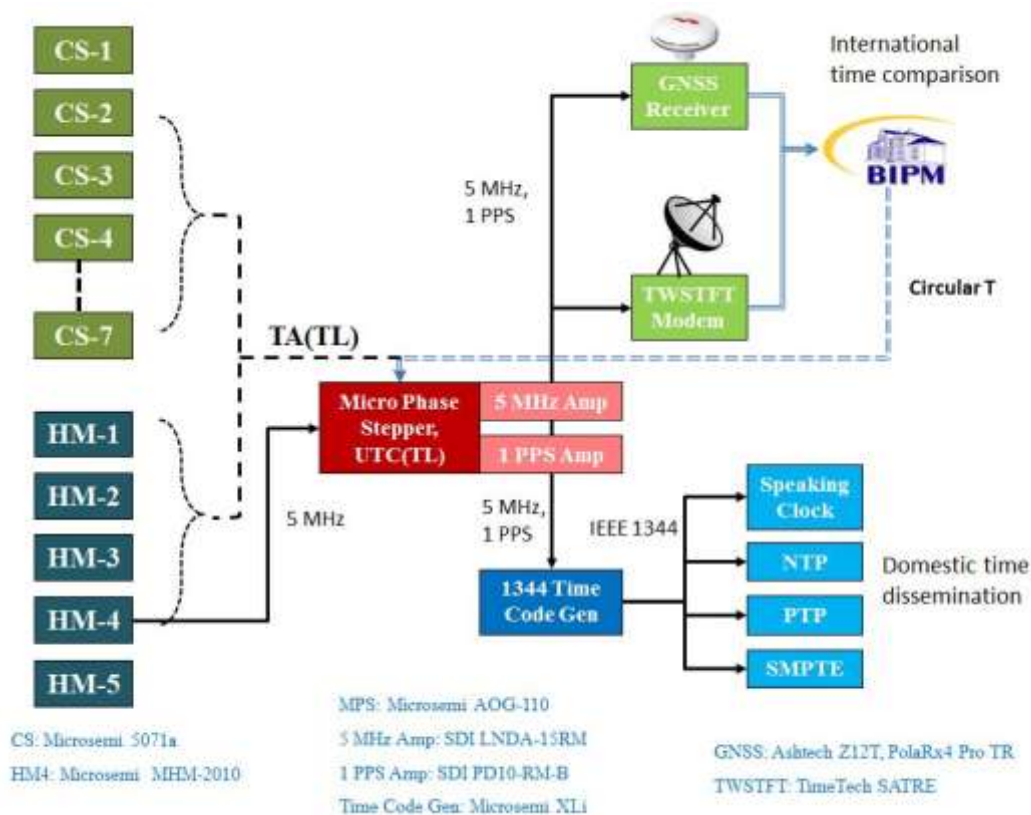 CS-1
CS-2
CS-3
CS-4
CS-7
HM-1
HM-2
HM-3
HM-4
HM-5
TA(TL)
5 MHz
Micro Phase
Stepper,
UTC(TL)
5 MHz Amp
1 PPS Amp
5 MHz,
1 PPS
GNSS
Receiver
TWSTFT
Modem
International
time comparison
BIPM
Circular T
5 MHz,
1 PPS
IEEE 1344
1344 Time
Code Gen
Speaking
Clock
NTP
PTP
SMPTE
Domestic time
dissemination
CS: Microsemi 5071a
HM4: Microsemi MHM-2010
MPS: Microsemi AOG-110
5 MHz Amp: SDI LNDA-15RM
1 PPS Amp: SDI PD10-RM-B
Time Code Gen: Microsemi XLi
GNSS: Ashtech Z12T, PolaRx4 Pro TR
TWSTFT: TimeTech SATRE